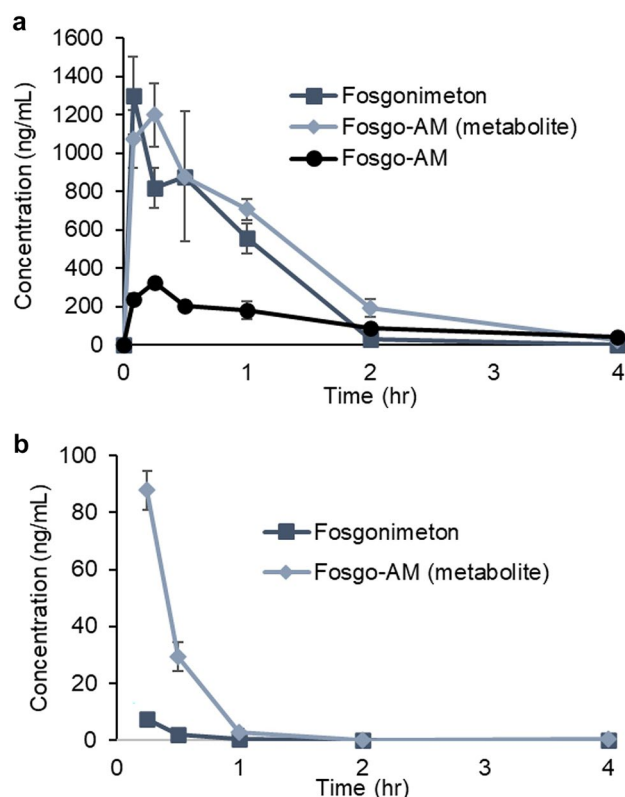 a
1600
1400
1200
1000
800
600
400
200
0
Concentration (ng/mL)
Fosgonimeton
Fosgo-AM (metabolite)
Fosgo-AM
0 1 2 3 4
Time (hr)
b
100
80
60
40
20
0
Concentration (ng/mL)
Fosgonimeton
Fosgo-AM (metabolite)
0 1 2 3 4
Time (hr)